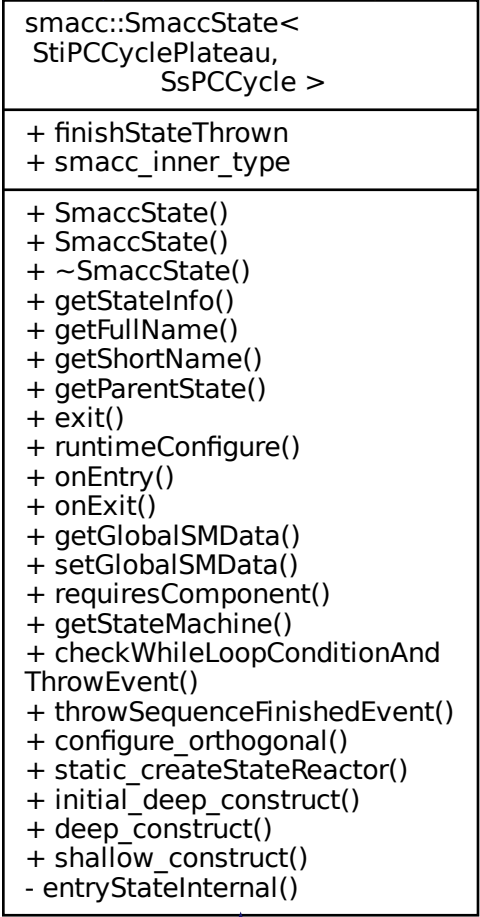 smacc::SmaccState<
StiPCCyclePlateau,
SsPCCycle >
+ finishStateThrown
+ smacc_inner_type
+ SmaccState()
+ SmaccState()
+ ~SmaccState()
+ getStateInfo()
+ getFullName()
+ getShortName()
+ getParentState()
+ exit()
+ runtimeConfigure()
+ onEntry()
+ onExit()
+ getGlobalSMData()
+ setGlobalSMData()
+ requiresComponent()
+ getStateMachine()
+ checkWhileLoopConditionAnd
ThrowEvent()
+ throwSequenceFinishedEvent()
+ configure_orthogonal()
+ static_createStateReactor()
+ initial_deep_construct()
+ deep_construct()
+ shallow_construct()
- entryStateInternal()